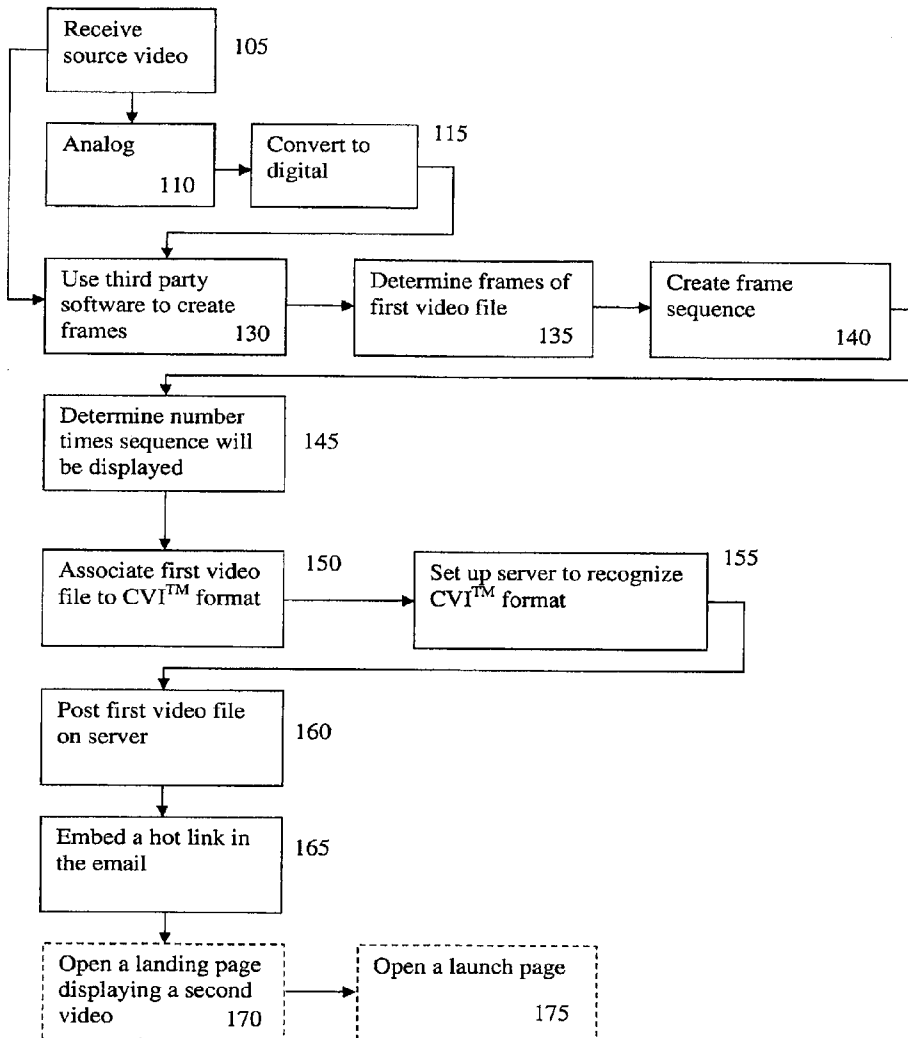 Receive
source video
105
Analog
110
Convert to
digital
115
Use third party
software to create
frames
130
Determine frames of
first video file
135
Create frame
sequence
140
Determine number
times sequence will
be displayed
145
Associate first video
file to CVI™ format
150
Set up server to recognize
CVI™ format
155
Post first video file
on server
160
Embed a hot link in
the email
165
Open a landing page
displaying a second
video
170
Open a launch page
175